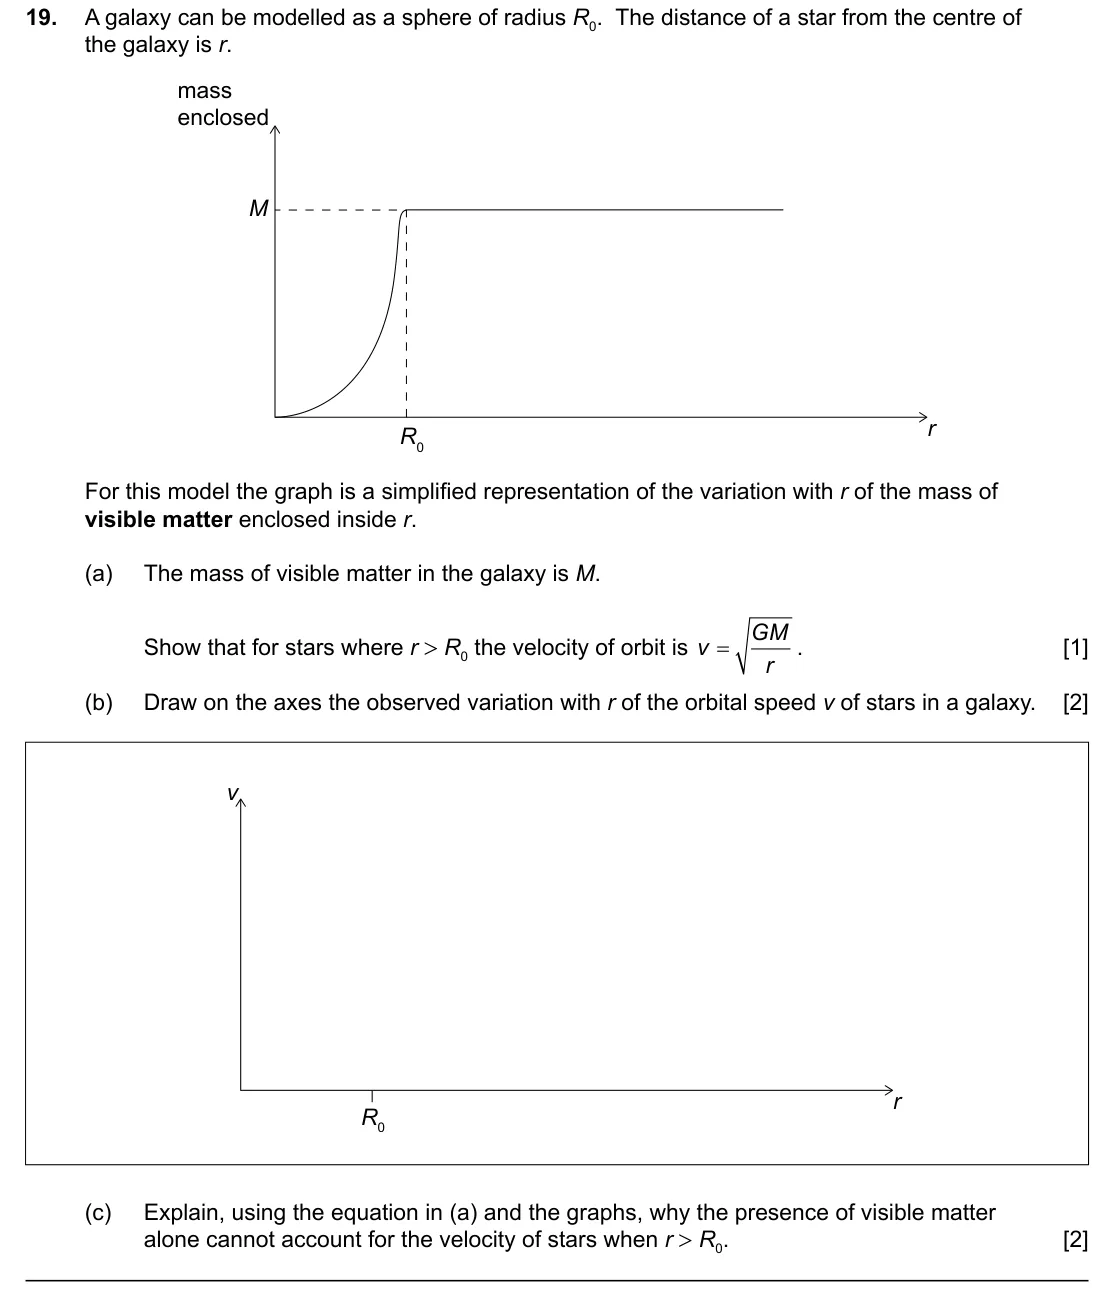 19. A galaxy can be modelled as a sphere of radius R₀. The distance of a star from the centre of
the galaxy is r.
mass
enclosed
M
R₀
r
For this model the graph is a simplified representation of the variation with r of the mass of
visible matter enclosed inside r.
(a) The mass of visible matter in the galaxy is M.
Show that for stars where r > R₀ the velocity of orbit is v = √(GM/r) . [1]
(b) Draw on the axes the observed variation with r of the orbital speed v of stars in a galaxy. [2]
v
R₀
r
(c) Explain, using the equation in (a) and the graphs, why the presence of visible matter
alone cannot account for the velocity of stars when r > R₀. [2]